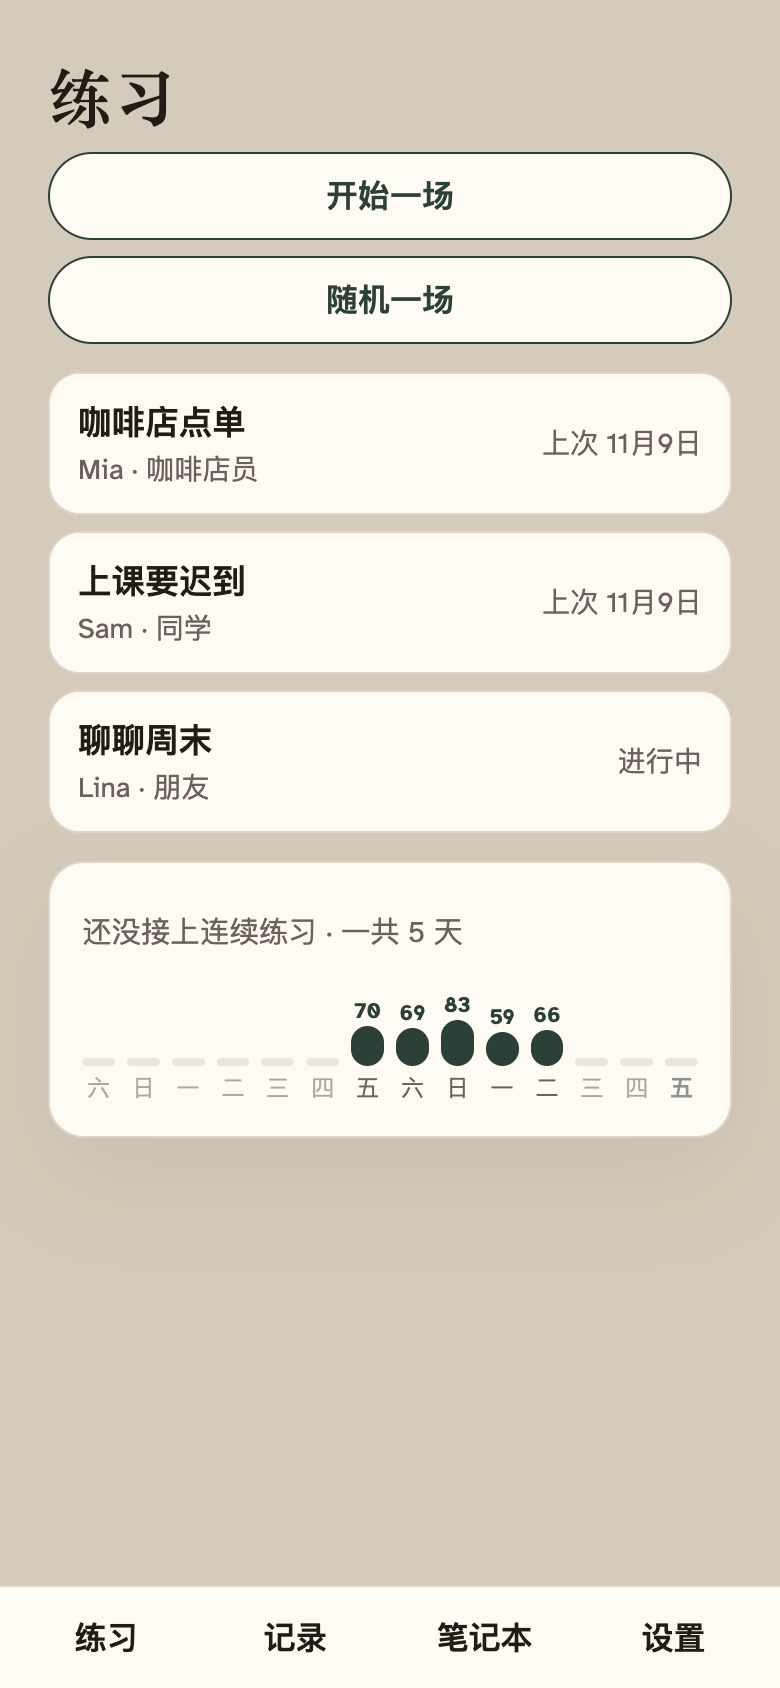 练习
开始一场
随机一场
咖啡店点单
Mia · 咖啡店员
上次 11月9日
上课要迟到
Sam · 同学
上次 11月9日
聊聊周末
Lina · 朋友
进行中
还没接上连续练习 · 一共 5 天
70 69 83 59 66
六 日 一 二 三 四 五 六 日 一 二 三 四 五
练习 记录 笔记本 设置